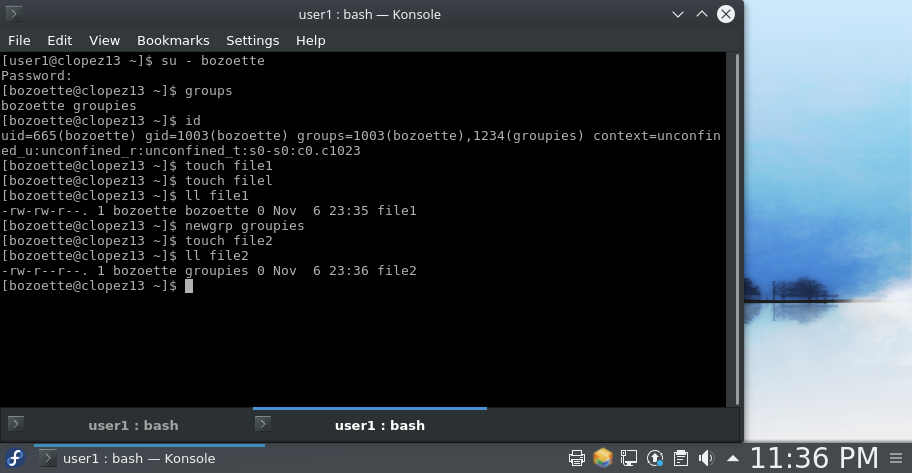 user1 : bash — Konsole
File Edit View Bookmarks Settings Help
[user1@clopez13 ~]$ su - bozoette
Password:
[bozoette@clopez13 ~]$ groups
bozoette groupies
[bozoette@clopez13 ~]$ id
uid=665(bozoette) gid=1003(bozoette) groups=1003(bozoette),1234(groupies) context=unconfin
ed_u:unconfined_r:unconfined_t:s0-s0:c0.c1023
[bozoette@clopez13 ~]$ touch file1
[bozoette@clopez13 ~]$ touch filel
[bozoette@clopez13 ~]$ ll file1
-rw-rw-r--. 1 bozoette bozoette 0 Nov  6 23:35 file1
[bozoette@clopez13 ~]$ newgrp groupies
[bozoette@clopez13 ~]$ touch file2
[bozoette@clopez13 ~]$ ll file2
-rw-r--r--. 1 bozoette groupies 0 Nov  6 23:36 file2
[bozoette@clopez13 ~]$
user1 : bash user1 : bash
user1 : bash — Konsole 11:36 PM